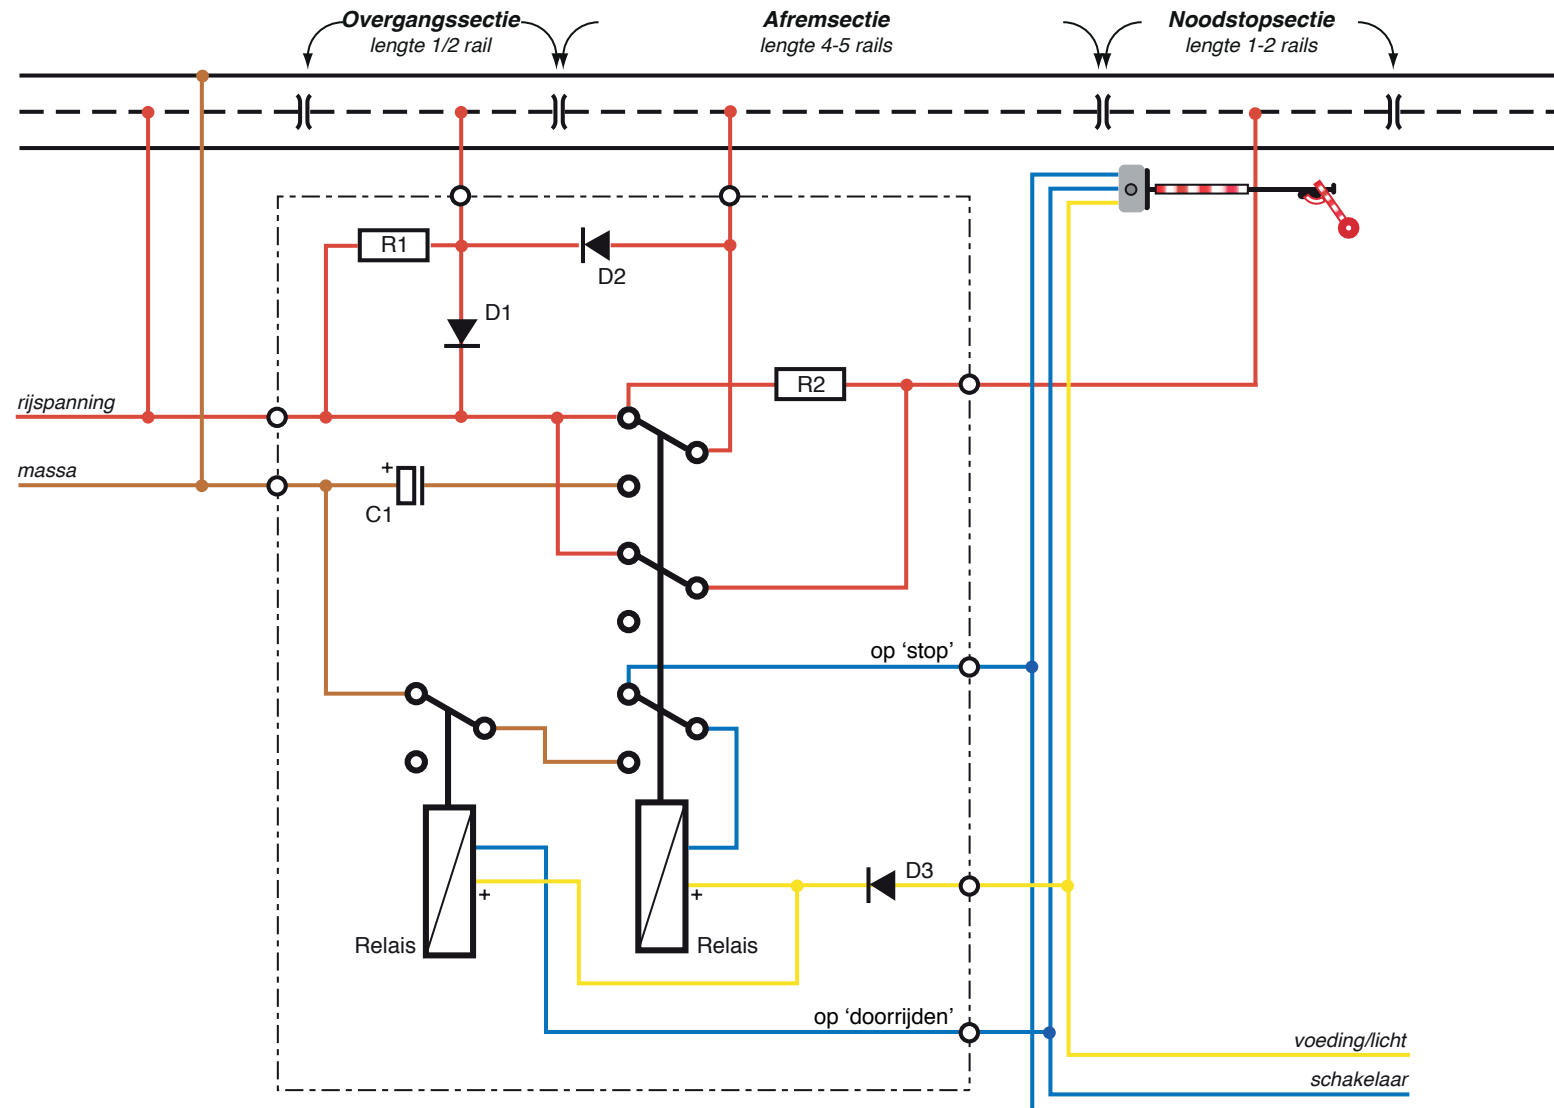 Overgangssectie
lengte 1/2 rail
Afremsectie
lengte 4-5 rails
Noodstopsectie
lengte 1-2 rails
R1
D2
D1
R2
rijspanning
massa
+
C1
op ‘stop’
D3
+
+
Relais
Relais
op ‘doorrijden’
voeding/licht
schakelaar